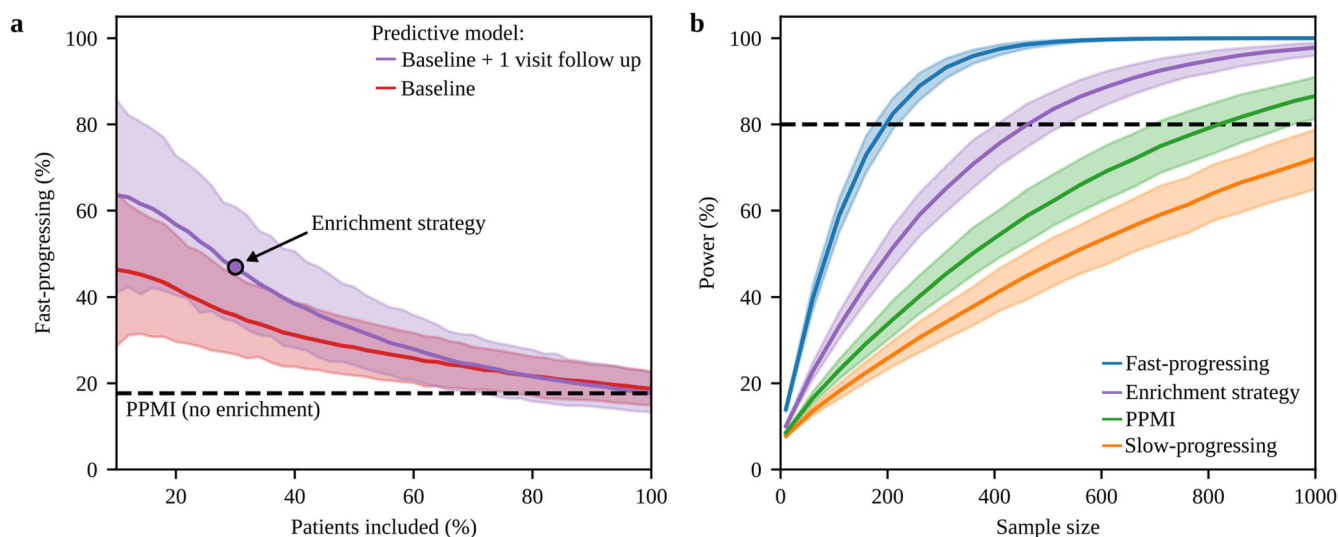 a
Predictive model:
Baseline + 1 visit follow up
Baseline
Enrichment strategy
PPMI (no enrichment)
Fast-progressing (%)
100
80
60
40
20
0
20
40
60
80
100
Patients included (%)
b
Power (%)
100
80
60
40
20
0
Fast-progressing
Enrichment strategy
PPMI
Slow-progressing
0
200
400
600
800
1000
Sample size